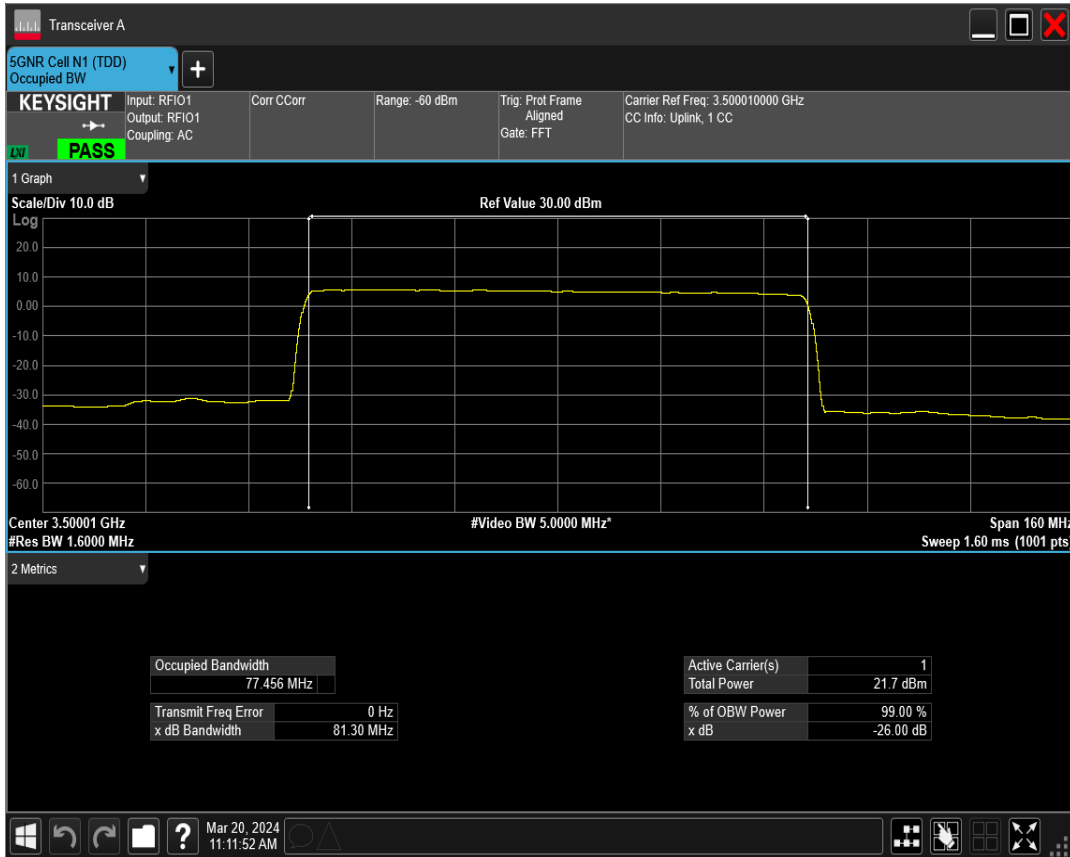 Transceiver A
5GNR Cell N1 (TDD)
Occupied BW
+
KEYSIGHT
LXI
PASS
Input: RFIO1
Output: RFIO1
Coupling: AC
Corr CCorr
Range: -60 dBm
Trig: Prot Frame
Aligned
Gate: FFT
Carrier Ref Freq: 3.500010000 GHz
CC Info: Uplink, 1 CC
1 Graph
Scale/Div 10.0 dB
Ref Value 30.00 dBm
Log
20.0
10.0
0.00
-10.0
-20.0
-30.0
-40.0
-50.0
-60.0
Center 3.50001 GHz
#Video BW 5.0000 MHz*
Span 160 MHz
#Res BW 1.6000 MHz
Sweep 1.60 ms (1001 pts)
2 Metrics
Occupied Bandwidth
77.456 MHz
Transmit Freq Error 0 Hz
x dB Bandwidth 81.30 MHz
Active Carrier(s) 1
Total Power 21.7 dBm
% of OBW Power 99.00 %
x dB -26.00 dB
?
Mar 20, 2024
11:11:52 AM